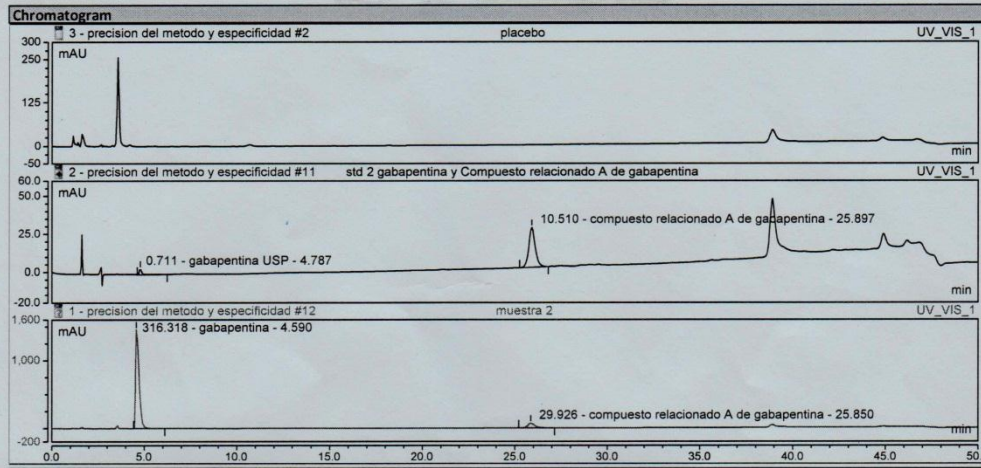 Chromatogram
3 - precision del metodo y especificidad #2 placebo UV_VIS_1
300
mAU
250
125
0
-50
min
2 - precision del metodo y especificidad #11 std 2 gabapentina y Compuesto relacionado A de gabapentina UV_VIS_1
60.0
mAU
50.0
10.510 - compuesto relacionado A de gabapentina - 25.897
25.0
0.711 - gabapentina USP - 4.787
0.0
min
-20.0
1 - precision del metodo y especificidad #12 muestra 2 UV_VIS_1
1,600
mAU
316.318 - gabapentina - 4.590
1,000
29.926 - compuesto relacionado A de gabapentina - 25.850
min
-200
0.0 5.0 10.0 15.0 20.0 25.0 30.0 35.0 40.0 45.0 50.